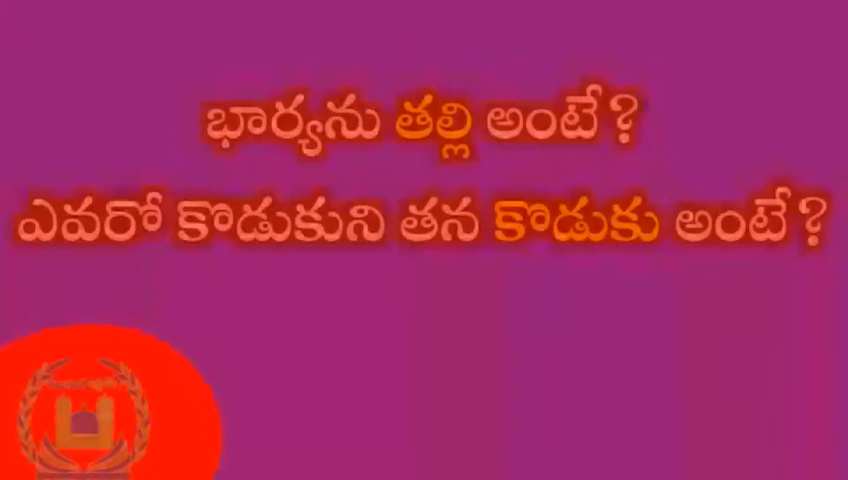 భార్యను తల్లి అంటే?
ఎవరో కొడుకుని తన కొడుకు అంటే?